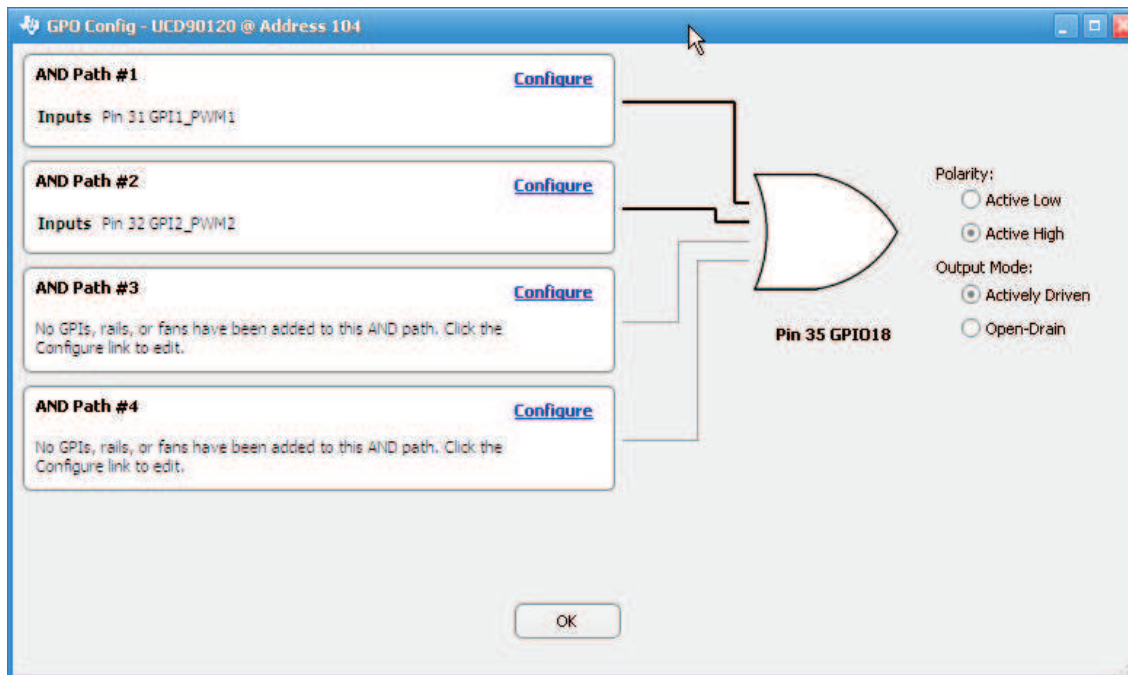 GPO Config - UCD90120 @ Address 104
AND Path #1
Configure
Inputs Pin 31 GPI1_PWM1
AND Path #2
Configure
Inputs Pin 32 GPI2_PWM2
AND Path #3
Configure
No GPIs, rails, or fans have been added to this AND path. Click the
Configure link to edit.
AND Path #4
Configure
No GPIs, rails, or fans have been added to this AND path. Click the
Configure link to edit.
Pin 35 GPIO18
Polarity:
Active Low
Active High
Output Mode:
Actively Driven
Open-Drain
OK